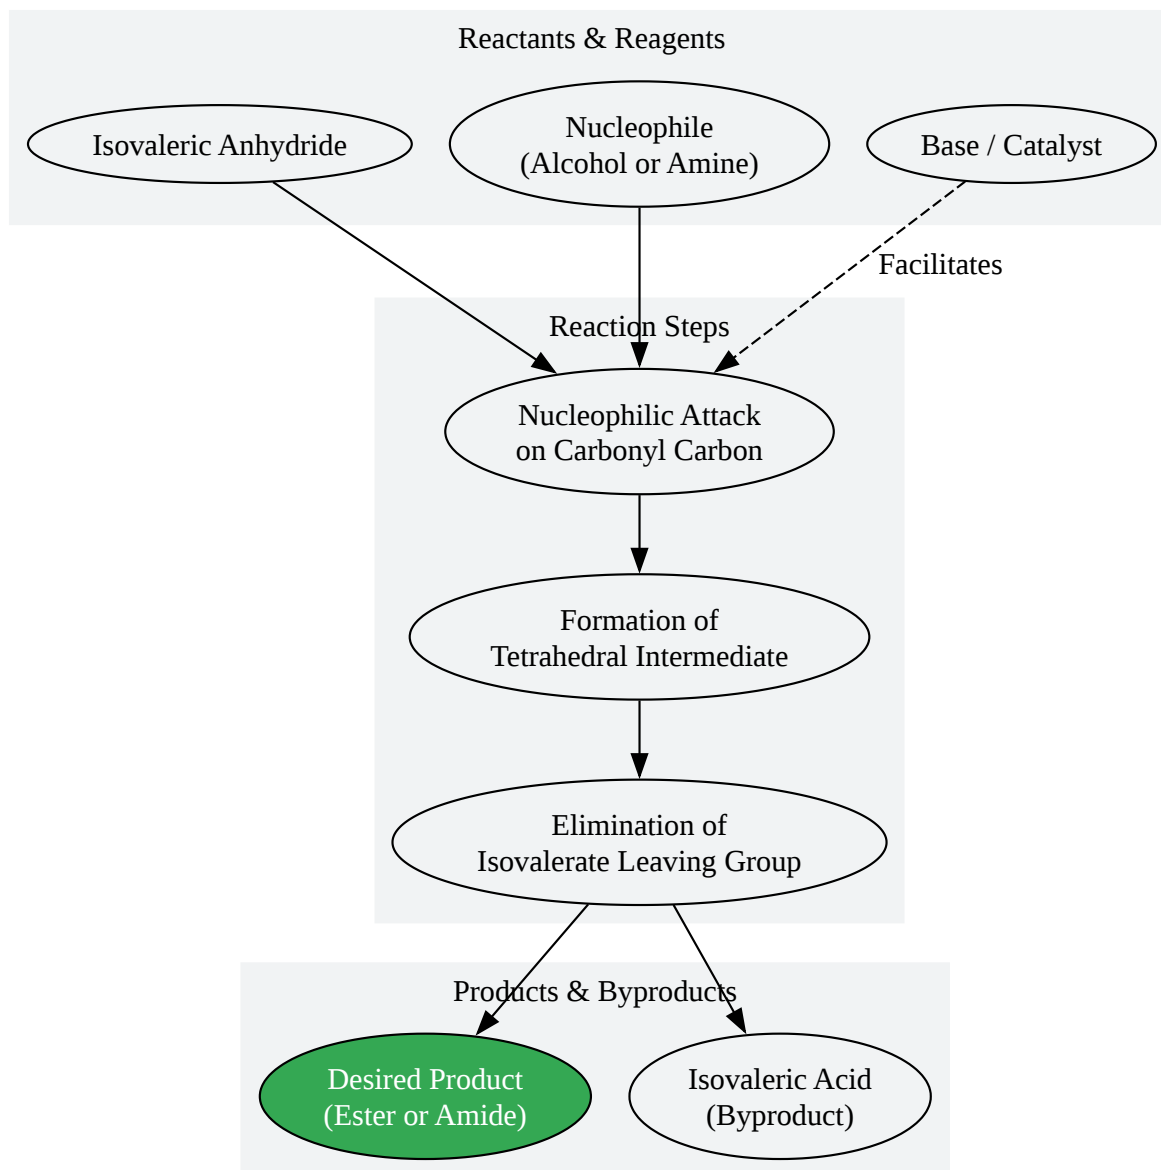 Reactants & Reagents
Isovaleric Anhydride
Nucleophile
(Alcohol or Amine)
Base / Catalyst
Facilitates
Reaction Steps
Nucleophilic Attack
on Carbonyl Carbon
Formation of
Tetrahedral Intermediate
Elimination of
Isovalerate Leaving Group
Products & Byproducts
Desired Product
(Ester or Amide)
Isovaleric Acid
(Byproduct)